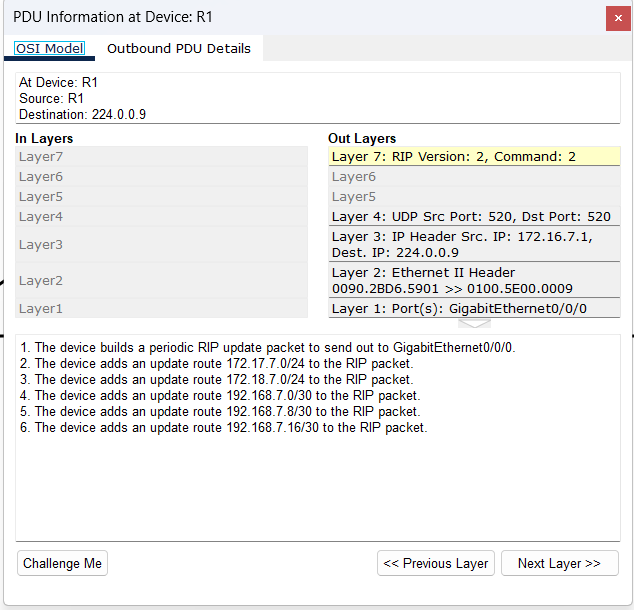 PDU Information at Device: R1
OSI Model
Outbound PDU Details
At Device: R1
Source: R1
Destination: 224.0.0.9
In Layers
Layer7
Layer6
Layer5
Layer4
Layer3
Layer2
Layer1
Out Layers
Layer 7: RIP Version: 2, Command: 2
Layer6
Layer5
Layer 4: UDP Src Port: 520, Dst Port: 520
Layer 3: IP Header Src. IP: 172.16.7.1,
Dest. IP: 224.0.0.9
Layer 2: Ethernet II Header
0090.2BD6.5901 >> 0100.5E00.0009
Layer 1: Port(s): GigabitEthernet0/0/0
1. The device builds a periodic RIP update packet to send out to GigabitEthernet0/0/0.
2. The device adds an update route 172.17.7.0/24 to the RIP packet.
3. The device adds an update route 172.18.7.0/24 to the RIP packet.
4. The device adds an update route 192.168.7.0/30 to the RIP packet.
5. The device adds an update route 192.168.7.8/30 to the RIP packet.
6. The device adds an update route 192.168.7.16/30 to the RIP packet.
Challenge Me
<< Previous Layer
Next Layer >>